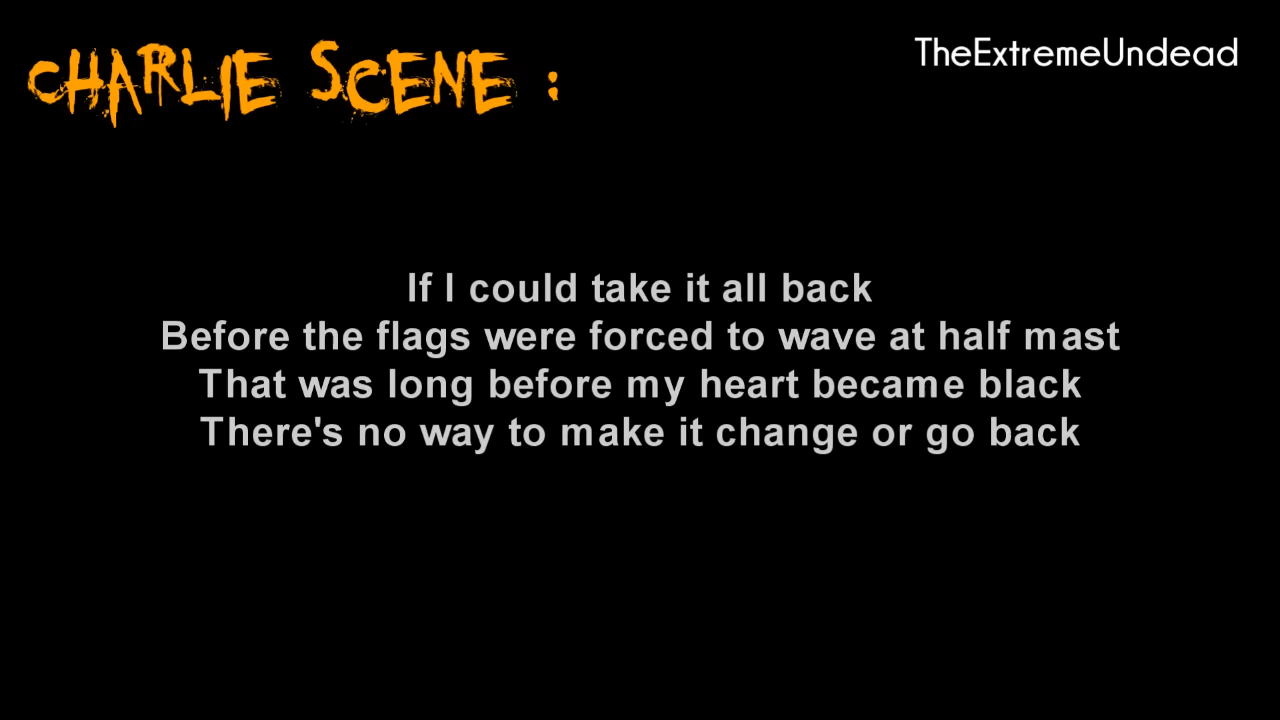 CHARLIE SCENE :
TheExtremeUndead
If I could take it all back
Before the flags were forced to wave at half mast
That was long before my heart became black
There's no way to make it change or go back